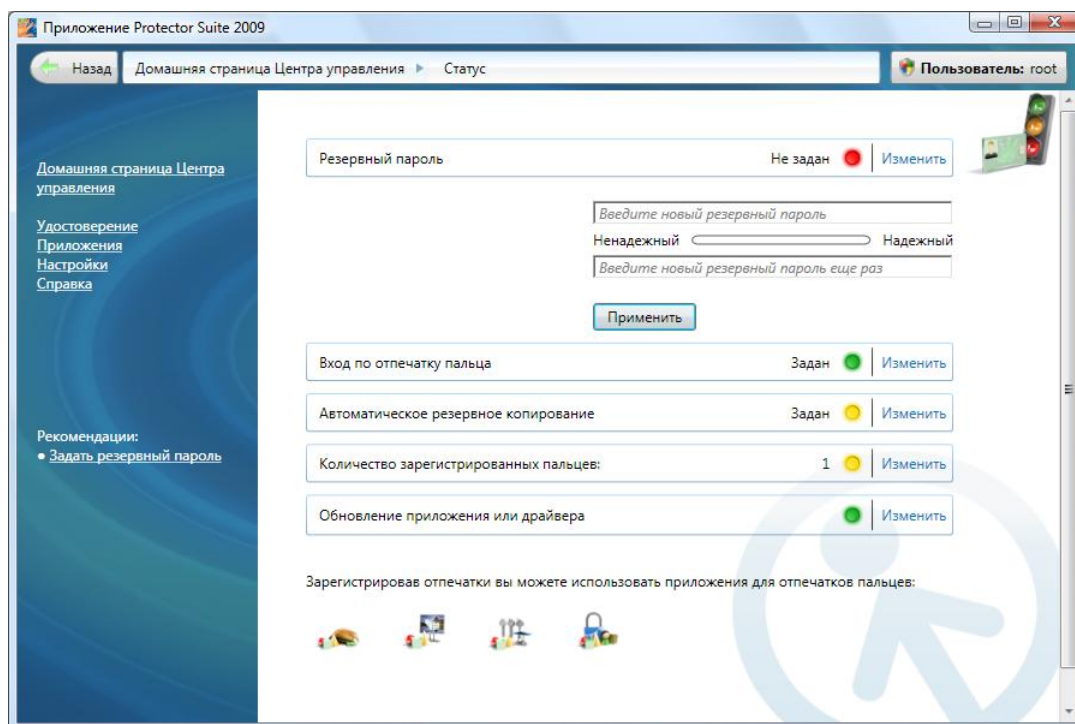 Приложение Protector Suite 2009
Назад Домашняя страница Центра управления Статус Пользователь: root
Домашняя страница Центра
управления
Удостоверение
Приложения
Настройки
Справка
Рекомендации:
• Задать резервный пароль
Резервный пароль Не задан Изменить
Введите новый резервный пароль
Ненадежный Надежный
Введите новый резервный пароль еще раз
Применить
Вход по отпечатку пальца Задан Изменить
Автоматическое резервное копирование Задан Изменить
Количество зарегистрированных пальцев: 1 Изменить
Обновление приложения или драйвера Изменить
Зарегистрировав отпечатки вы можете использовать приложения для отпечатков пальцев: